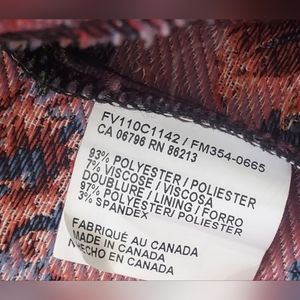 FV110C1142 / FM354-0665
CA 06796 RN 86213
93% POLYESTER / POLIESTER
7% VISCOSE / VISCOSA
DOUBLURE LINING / FORRO
97% POLYESTER/ POLIESTER
3% SPANDEX
FABRIQUÉ AU CANADA
MADE IN CANADA
HECHO EN CANADA